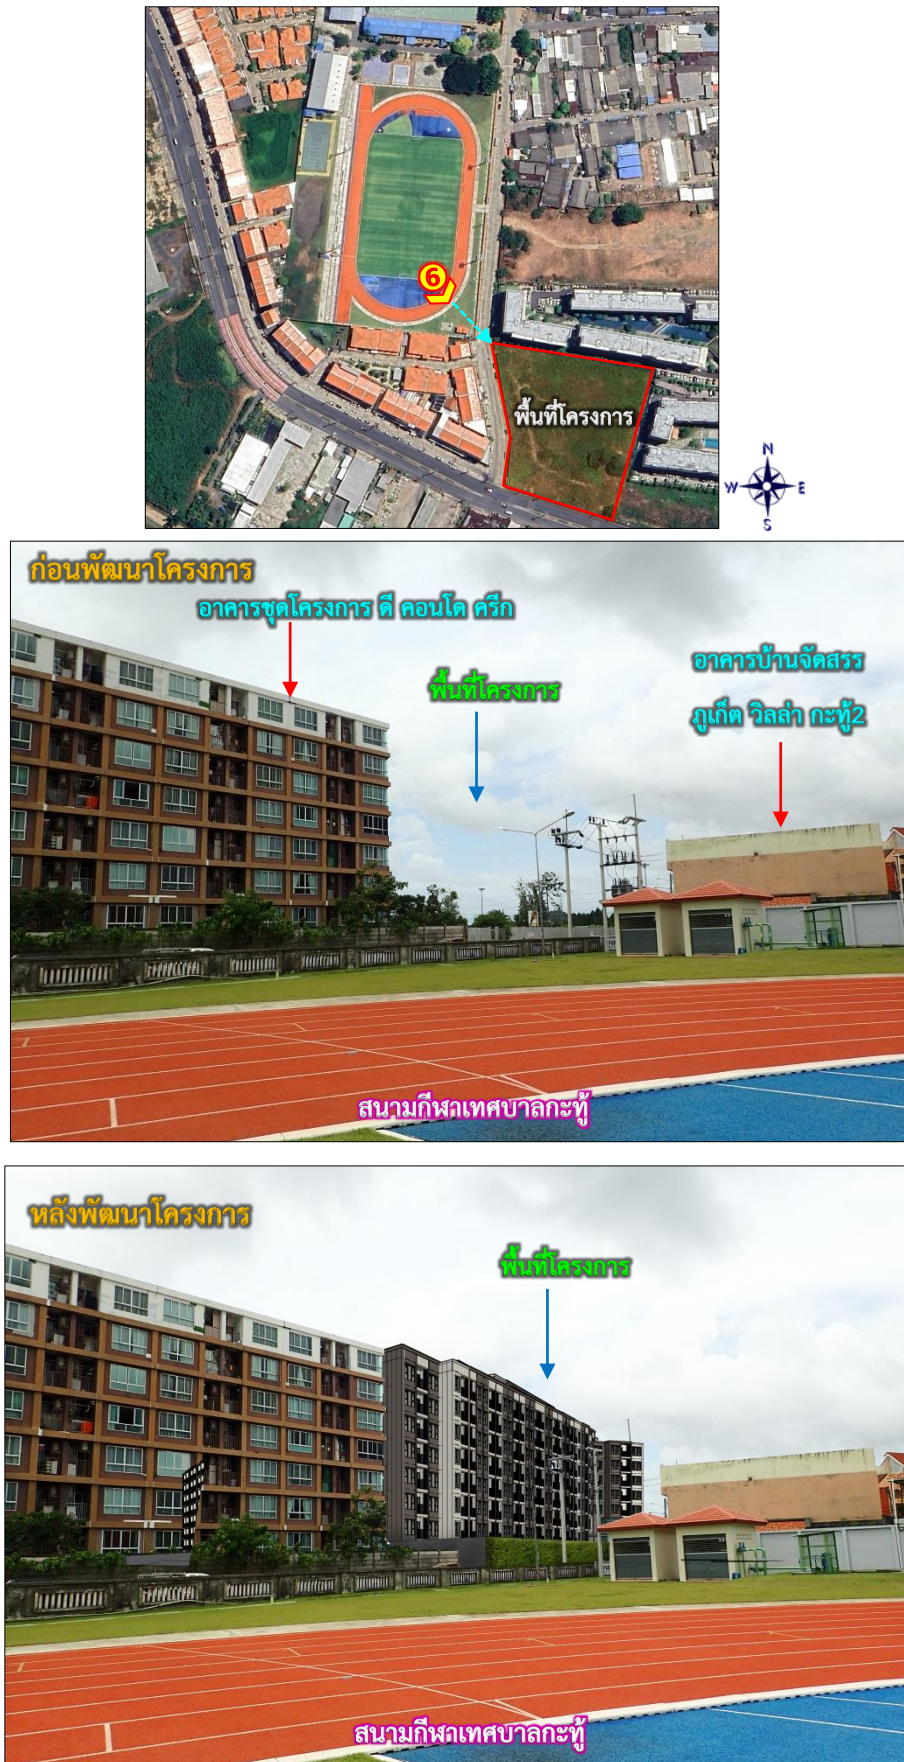 6
พื้นที่โครงการ
N
W E
S
ก่อนพัฒนาโครงการ
อาคารชุดโครงการ ดี คอนโด ครีก
พื้นที่โครงการ
อาคารบ้านจัดสรร
ภูเก็ต วิลล่า กะทู้2
สนามกีฬาเทศบาลกะทู้
หลังพัฒนาโครงการ
พื้นที่โครงการ
สนามกีฬาเทศบาลกะทู้